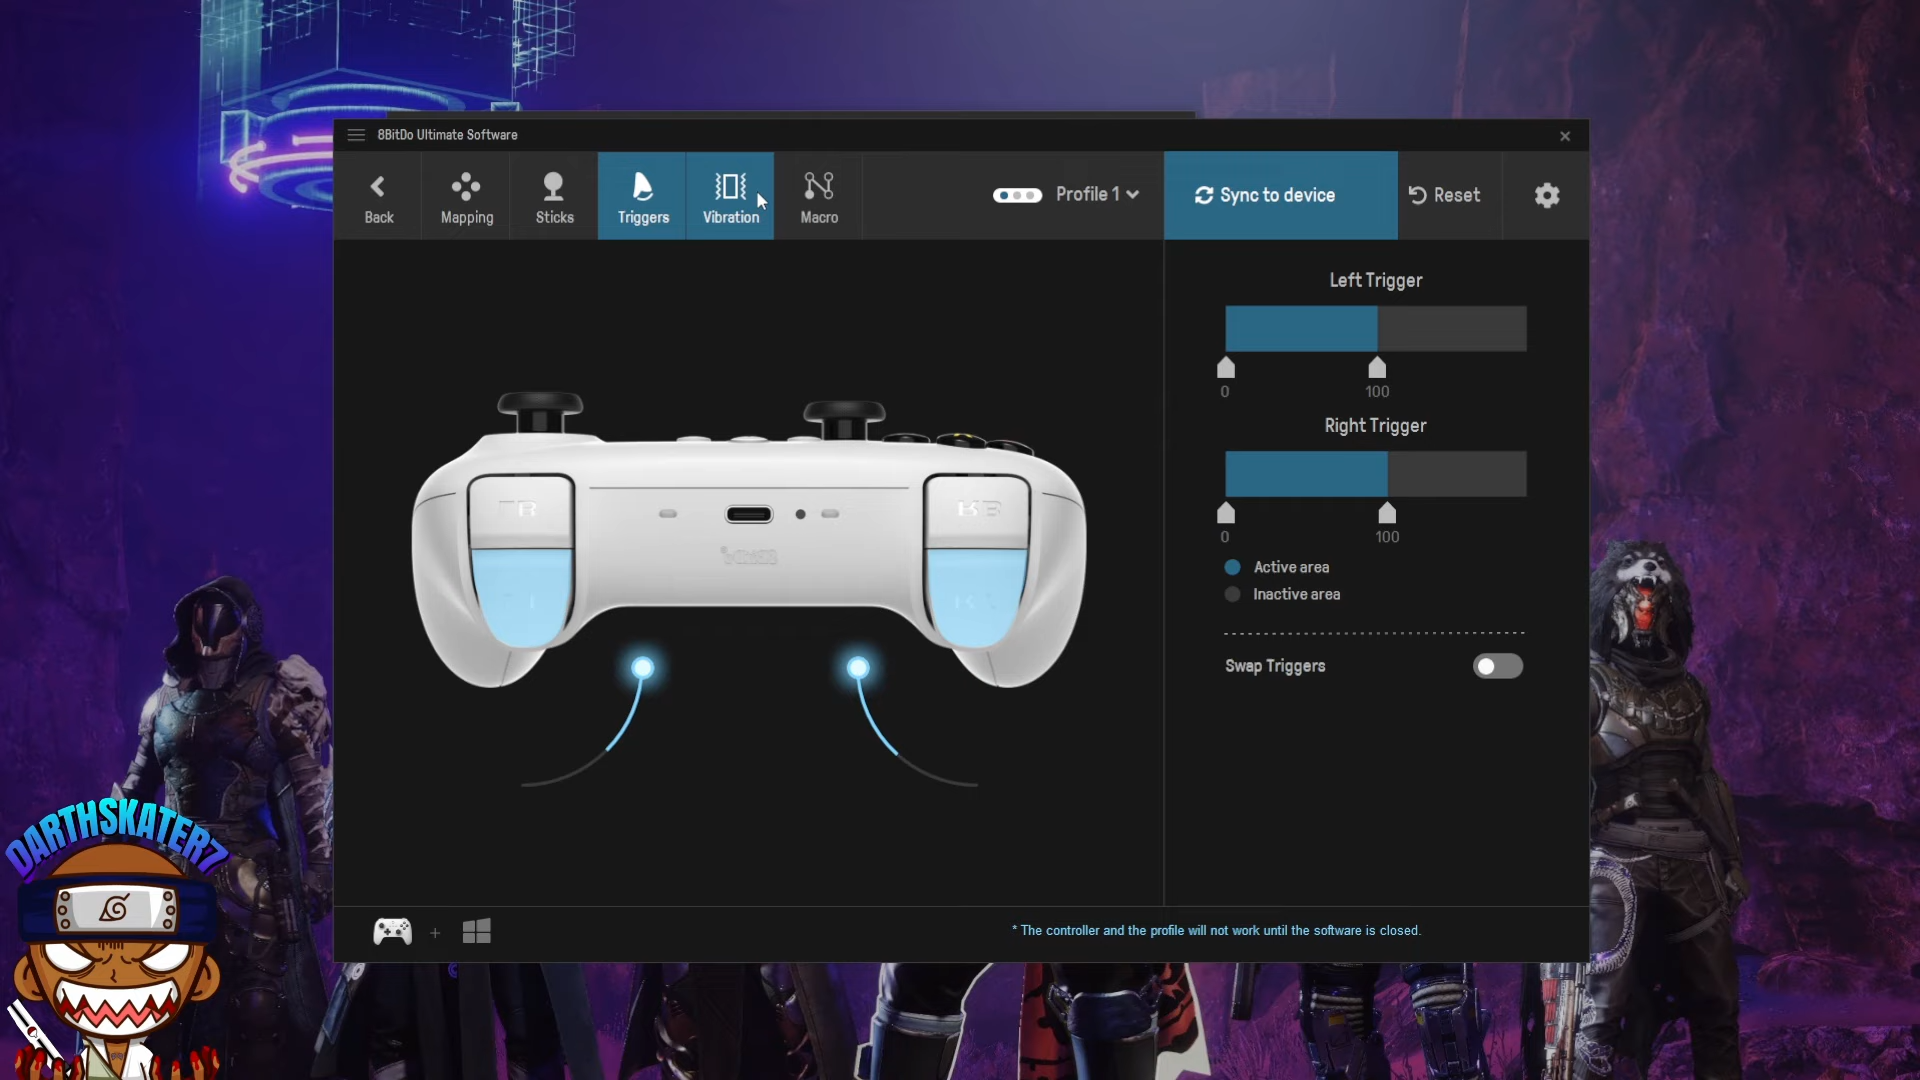 8BitDo Ultimate Software
Back
Mapping
Sticks
Triggers
Vibration
Macro
Profile 1
Sync to device
Reset
Left Trigger
0 100
Right Trigger
0 100
Active area
Inactive area
Swap Triggers
* The controller and the profile will not work until the software is closed.
DARTHSKATER7